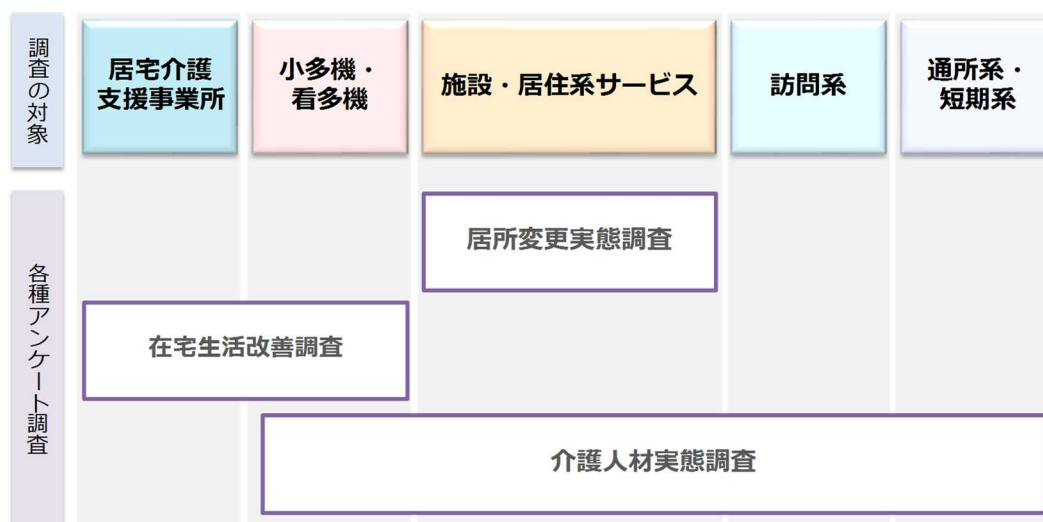 調査の対象
居宅介護
支援事業所
小多機・
看多機
施設・居住系サービス
訪問系
通所系・
短期系
各種アンケート調査
居所変更実態調査
在宅生活改善調査
介護人材実態調査